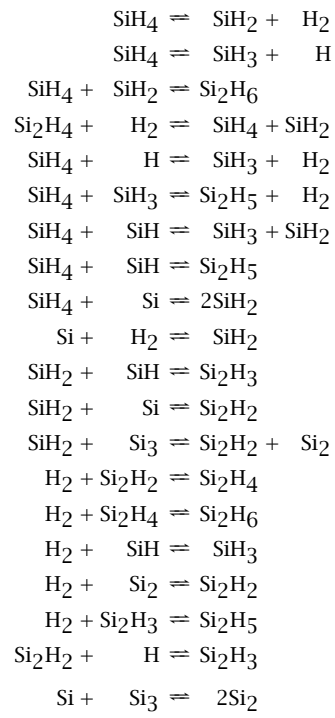 SiH₄ ⇌ SiH₂ + H₂
SiH₄ ⇌ SiH₃ + H
SiH₄ + SiH₂ ⇌ Si₂H₆
Si₂H₄ + H₂ ⇌ SiH₄ + SiH₂
SiH₄ + H ⇌ SiH₃ + H₂
SiH₄ + SiH₃ ⇌ Si₂H₅ + H₂
SiH₄ + SiH ⇌ SiH₃ + SiH₂
SiH₄ + SiH ⇌ Si₂H₅
SiH₄ + Si ⇌ 2SiH₂
Si + H₂ ⇌ SiH₂
SiH₂ + SiH ⇌ Si₂H₃
SiH₂ + Si ⇌ Si₂H₂
SiH₂ + Si₃ ⇌ Si₂H₂ + Si₂
H₂ + Si₂H₂ ⇌ Si₂H₄
H₂ + Si₂H₄ ⇌ Si₂H₆
H₂ + SiH ⇌ SiH₃
H₂ + Si₂ ⇌ Si₂H₂
H₂ + Si₂H₃ ⇌ Si₂H₅
Si₂H₂ + H ⇌ Si₂H₃
Si + Si₃ ⇌ 2Si₂